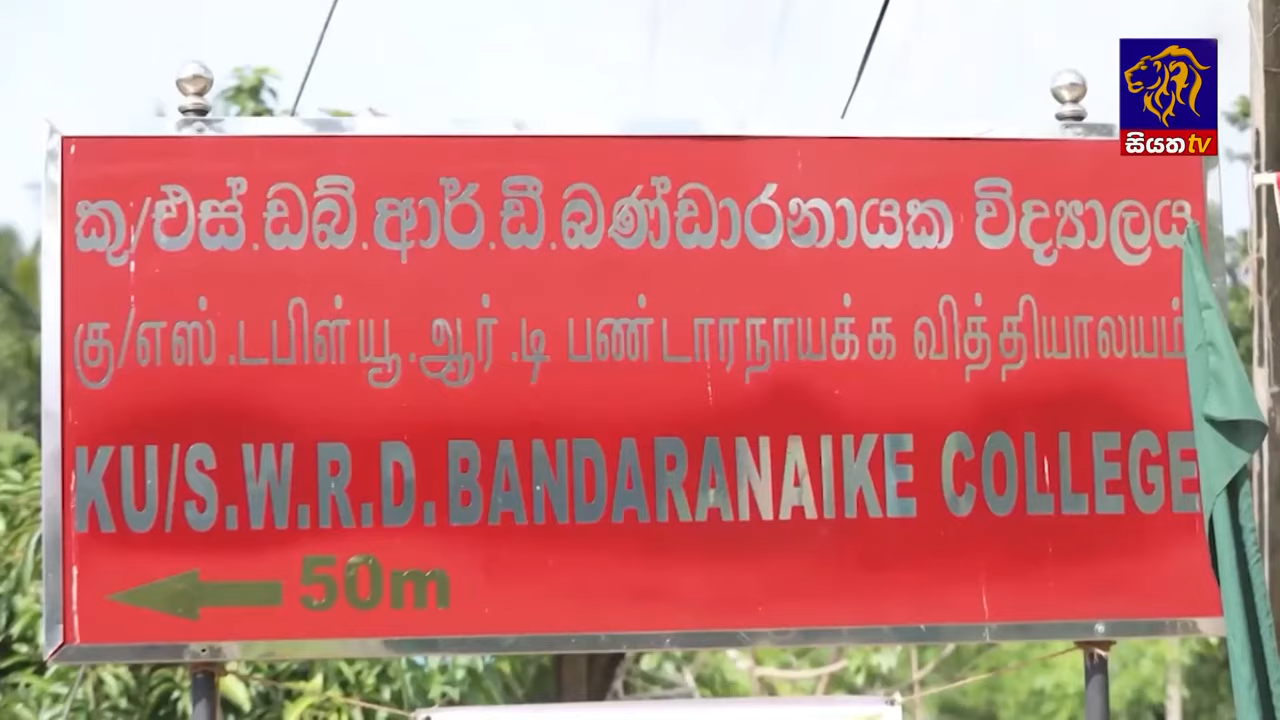 සියත tv
කු/එස්.ඩබ්.ආර්.ඩී.බණ්ඩාරනායක විද්‍යාලය
கு/எஸ்.டபிள்யூ.ஆர்.டி பண்டாரநாயக்க வித்தியாலயம்
KU/S.W.R.D.BANDARANAIKE COLLEGE
50m